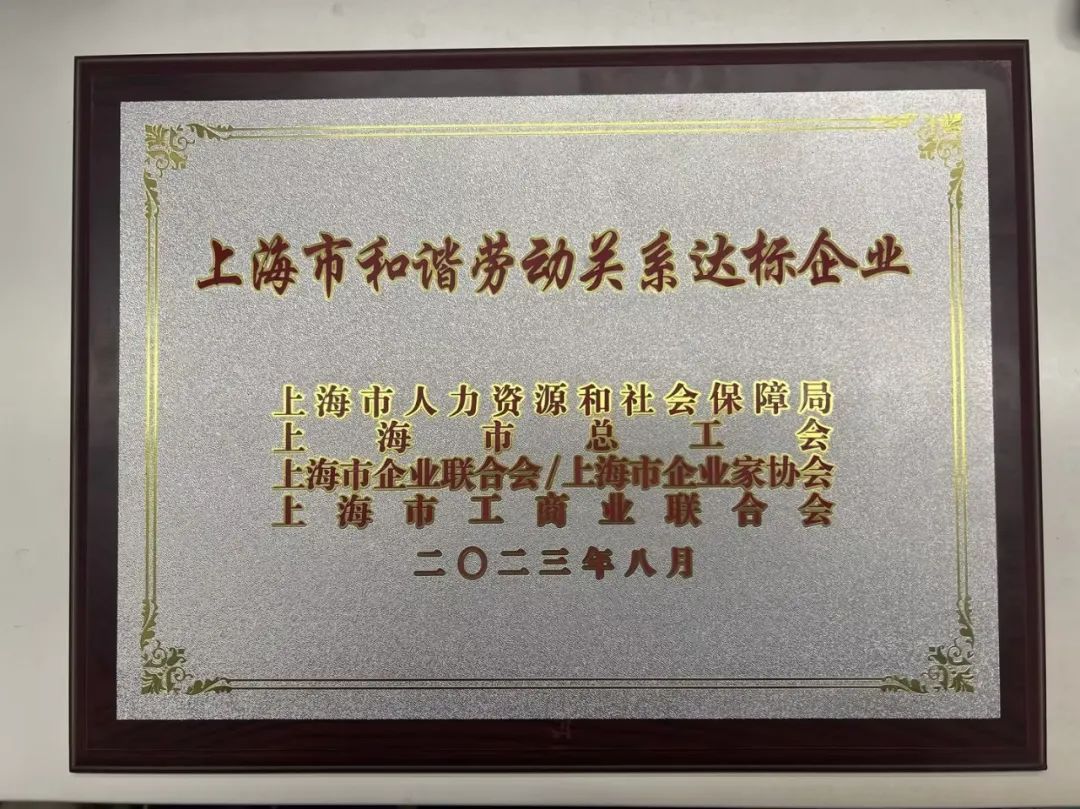 上海市和谐劳动关系达标企业
上海市人力资源和社会保障局
上海市总工会
上海市企业联合会/上海市企业家协会
上海市工商业联合会
二〇二三年八月